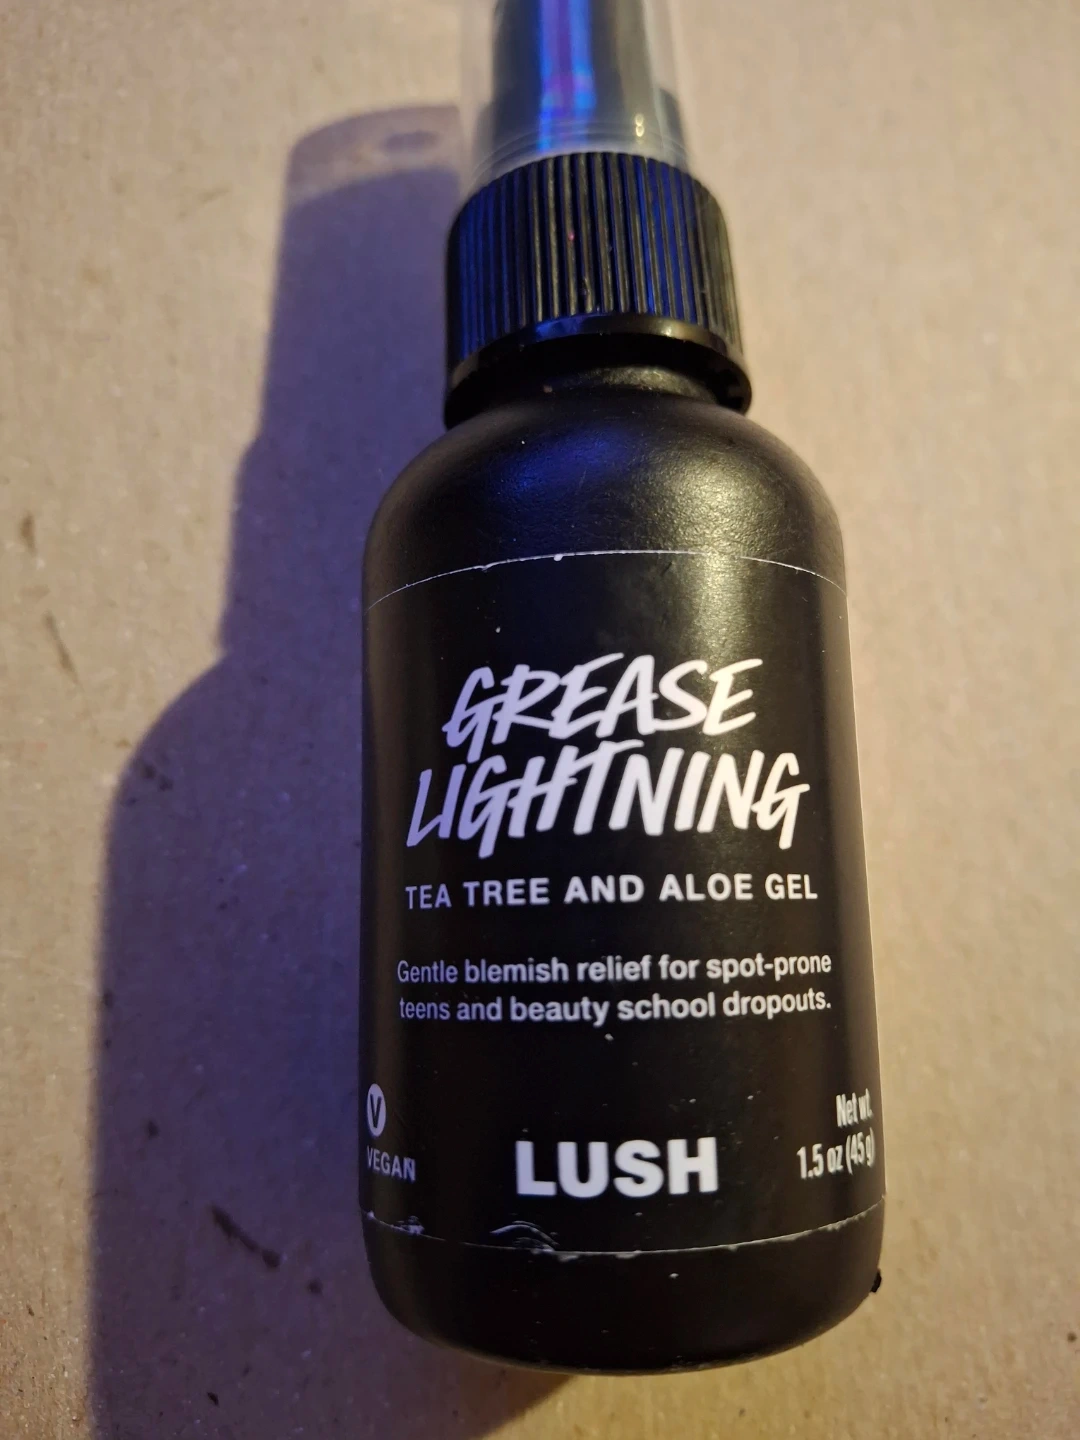 GREASE
LIGHTNING
TEA TREE AND ALOE GEL
Gentle blemish relief for spot-prone
teens and beauty school dropouts.
V
VEGAN
LUSH
Net wt.
1.5 oz (45 g)